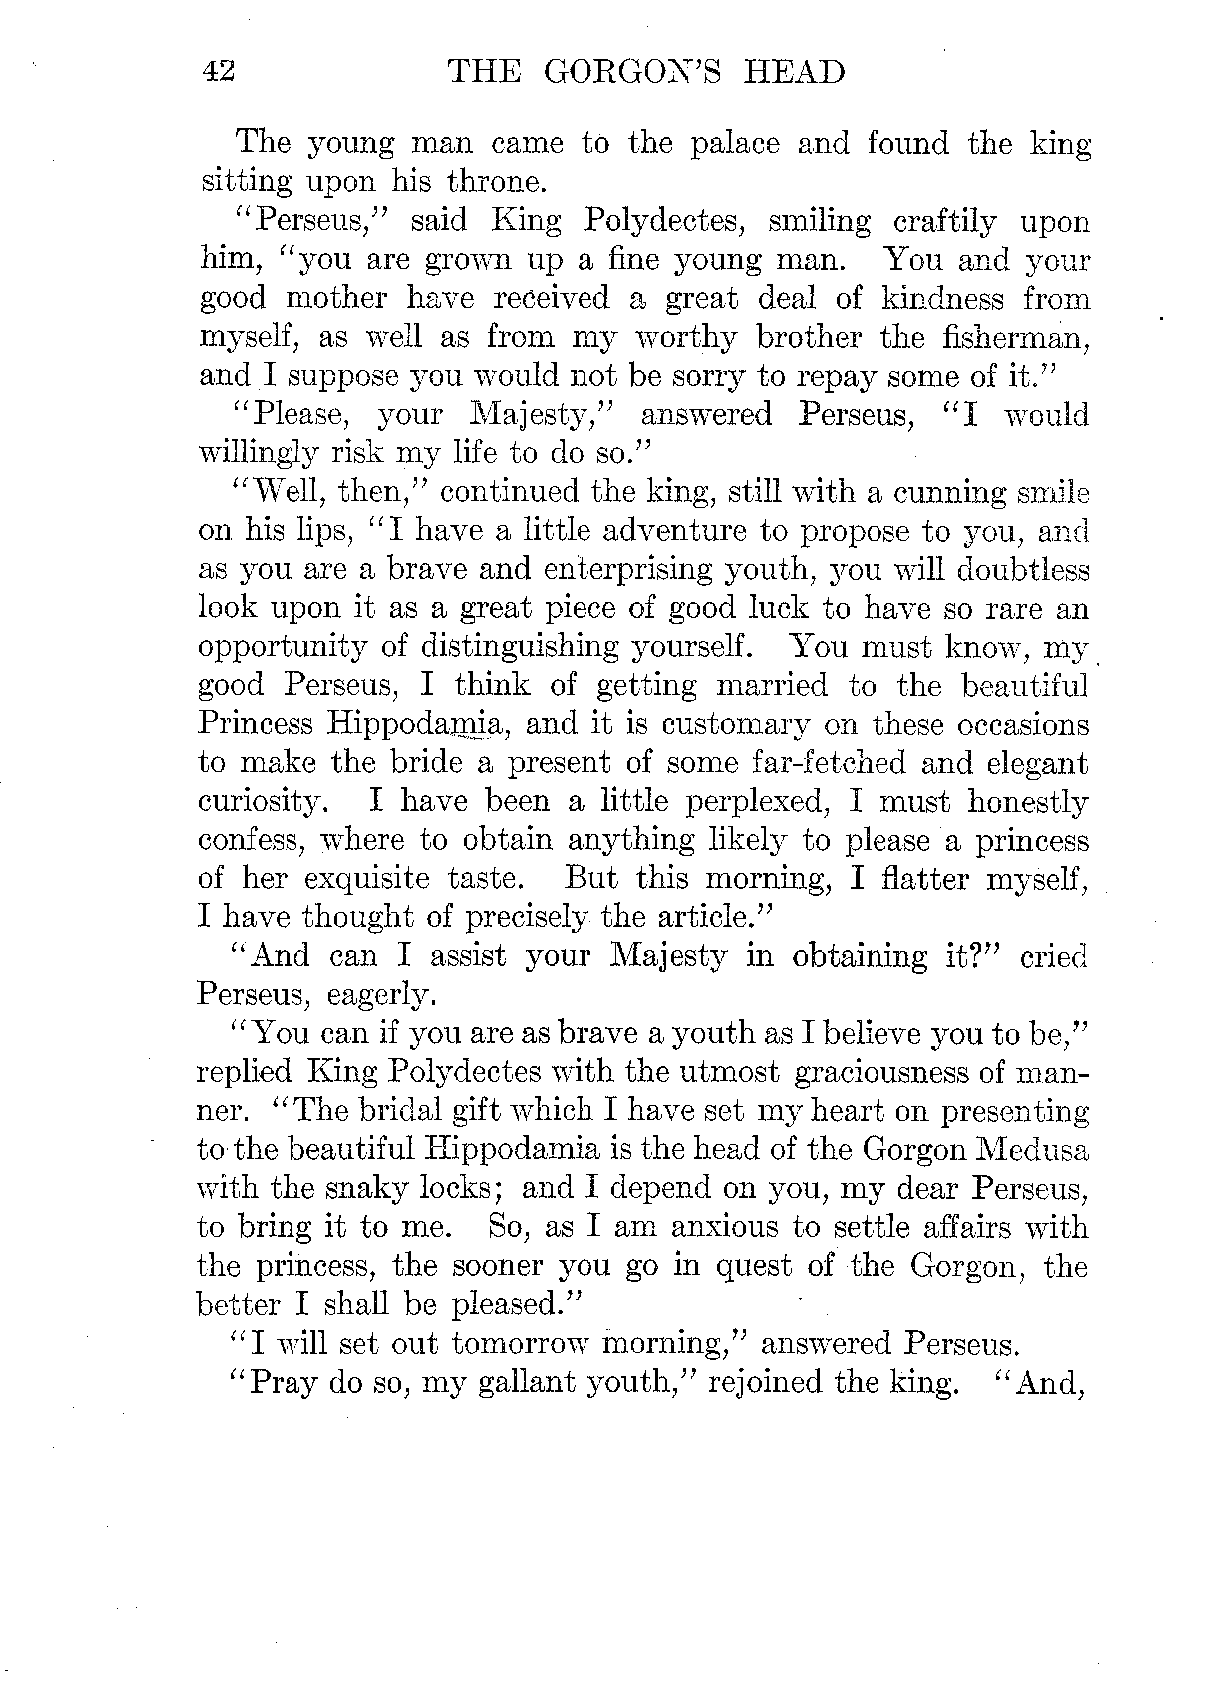 42 THE GORGON'S HEAD
The young man came to the palace and found the king
sitting upon his throne.
"Perseus," said King Polydectes, smiling craftily upon
him, "you are grown up a fine young man. You and your
good mother have received a great deal of kindness from
myself, as well as from my worthy brother the fisherman,
and I suppose you would not be sorry to repay some of it."
"Please, your Majesty," answered Perseus, "I would
willingly risk my life to do so."
"Well, then," continued the king, still with a cunning smile
on his lips, "I have a little adventure to propose to you, and
as you are a brave and enterprising youth, you will doubtless
look upon it as a great piece of good luck to have so rare an
opportunity of distinguishing yourself. You must know, my
good Perseus, I think of getting married to the beautiful
Princess Hippodamia, and it is customary on these occasions
to make the bride a present of some far-fetched and elegant
curiosity. I have been a little perplexed, I must honestly
confess, where to obtain anything likely to please a princess
of her exquisite taste. But this morning, I flatter myself,
I have thought of precisely the article."
"And can I assist your Majesty in obtaining it?" cried
Perseus, eagerly.
"You can if you are as brave a youth as I believe you to be,"
replied King Polydectes with the utmost graciousness of man-
ner. "The bridal gift which I have set my heart on presenting
to the beautiful Hippodamia is the head of the Gorgon Medusa
with the snaky locks; and I depend on you, my dear Perseus,
to bring it to me. So, as I am anxious to settle affairs with
the princess, the sooner you go in quest of the Gorgon, the
better I shall be pleased."
"I will set out tomorrow morning," answered Perseus.
"Pray do so, my gallant youth," rejoined the king. "And,